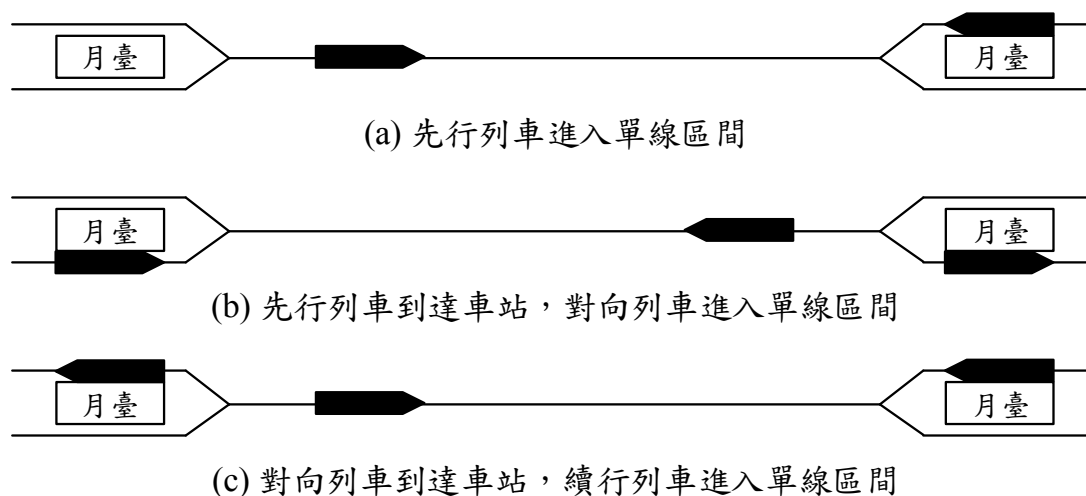 月臺 月臺
(a) 先行列車進入單線區間
月臺 月臺
(b) 先行列車到達車站，對向列車進入單線區間
月臺 月臺
(c) 對向列車到達車站，續行列車進入單線區間